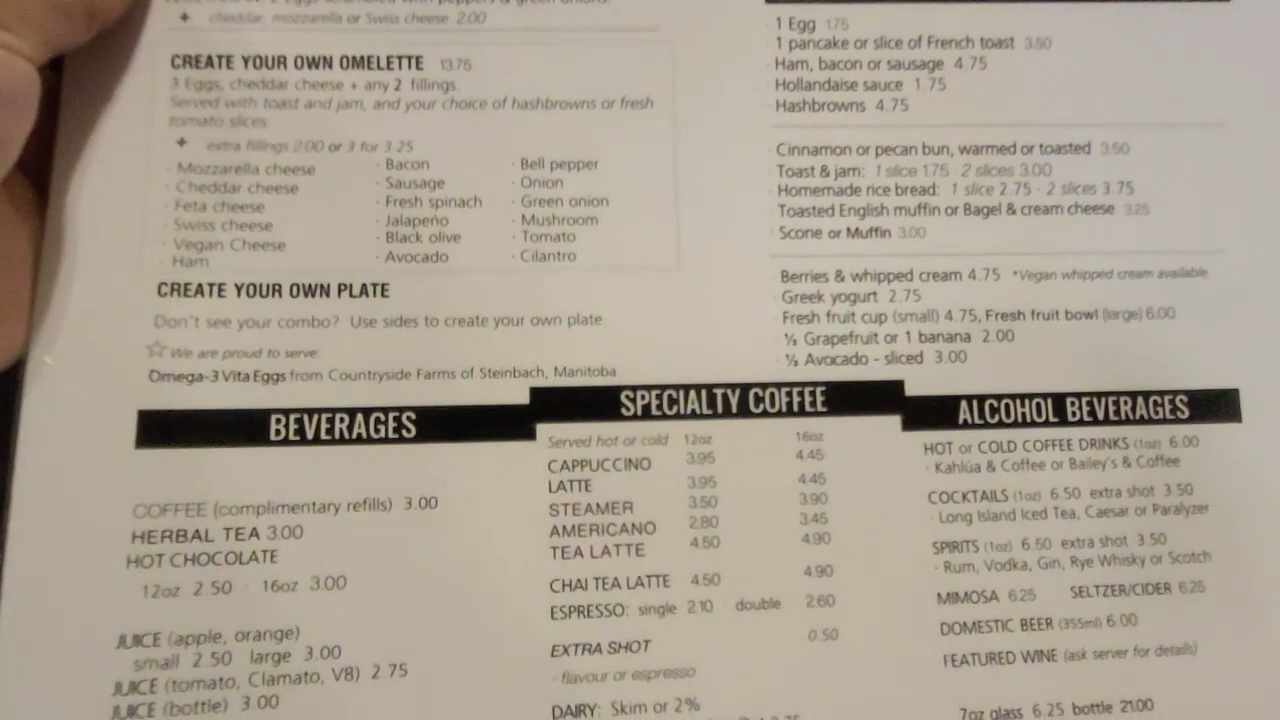 2 Eggs scrambled with peppers & green onions.
cheddar, mozzarella or Swiss cheese 2.00
CREATE YOUR OWN OMELETTE 13.75
3 Eggs, cheddar cheese + any 2 fillings.
Served with toast and jam, and your choice of hashbrowns or fresh
tomato slices.
extra fillings 2.00 or 3 for 3.25
· Mozzarella cheese
· Cheddar cheese
· Feta cheese
· Swiss cheese
· Vegan Cheese
· Ham
· Bacon
· Sausage
· Fresh spinach
· Jalapeño
· Black olive
· Avocado
· Bell pepper
· Onion
· Green onion
· Mushroom
· Tomato
· Cilantro
CREATE YOUR OWN PLATE
Don't see your combo? Use sides to create your own plate.
We are proud to serve:
Omega-3 Vita Eggs from Countryside Farms of Steinbach, Manitoba.
· 1 Egg 1.75
· 1 pancake or slice of French toast 3.50
· Ham, bacon or sausage 4.75
· Hollandaise sauce 1.75
· Hashbrowns 4.75
· Cinnamon or pecan bun, warmed or toasted 3.50
· Toast & jam: 1 slice 1.75 2 slices 3.00
· Homemade rice bread: 1 slice 2.75 · 2 slices 3.75
· Toasted English muffin or Bagel & cream cheese 3.25
· Scone or Muffin 3.00
· Berries & whipped cream 4.75 *Vegan whipped cream available.
· Greek yogurt 2.75
· Fresh fruit cup (small) 4.75, Fresh fruit bowl (large) 6.00
· ½ Grapefruit or 1 banana 2.00
· ½ Avocado - sliced 3.00
BEVERAGES
COFFEE (complimentary refills) 3.00
HERBAL TEA 3.00
HOT CHOCOLATE
12oz 2.50 · 16oz 3.00
JUICE (apple, orange)
small 2.50 large 3.00
JUICE (tomato, Clamato, V8) 2.75
JUICE (bottle) 3.00
SPECIALTY COFFEE
Served hot or cold 12oz 16oz
CAPPUCCINO 3.95 4.45
LATTE 3.95 4.45
STEAMER 3.50 3.90
AMERICANO 2.80 3.45
TEA LATTE 4.50 4.90
CHAI TEA LATTE 4.50 4.90
ESPRESSO: single 2.10 double 2.60
EXTRA SHOT 0.50
· flavour or espresso
DAIRY: Skim or 2%
ALCOHOL BEVERAGES
HOT or COLD COFFEE DRINKS (1oz) 6.00
· Kahlúa & Coffee or Bailey's & Coffee
COCKTAILS (1oz) 6.50 extra shot 3.50
· Long Island Iced Tea, Caesar or Paralyzer
SPIRITS (1oz) 6.50 extra shot 3.50
· Rum, Vodka, Gin, Rye Whisky or Scotch
MIMOSA 6.25 SELTZER/CIDER 6.25
DOMESTIC BEER (355ml) 6.00
FEATURED WINE (ask server for details)
7oz glass 6.25 bottle 21.00